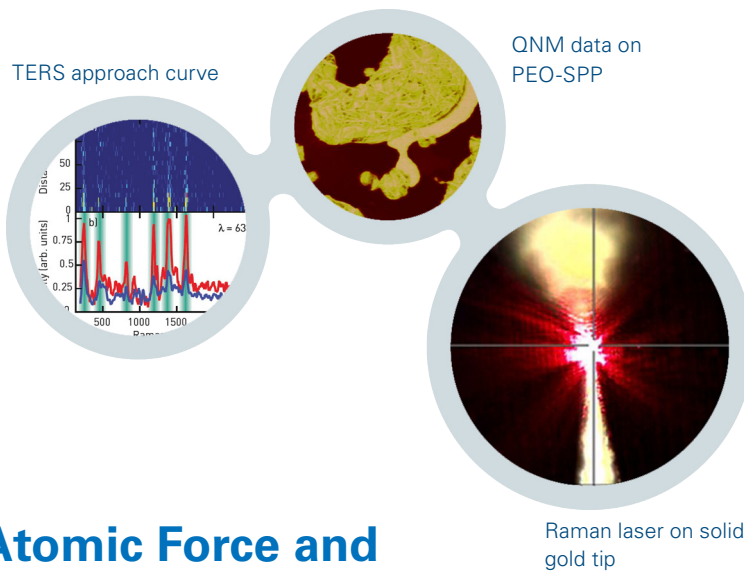 TERS approach curve
QNM data on
PEO-SPP
50
25
0
b)
λ = 63
1
0.75
0.5
0.25
500
1000
1500
Atomic Force and
Raman laser on solid
gold tip